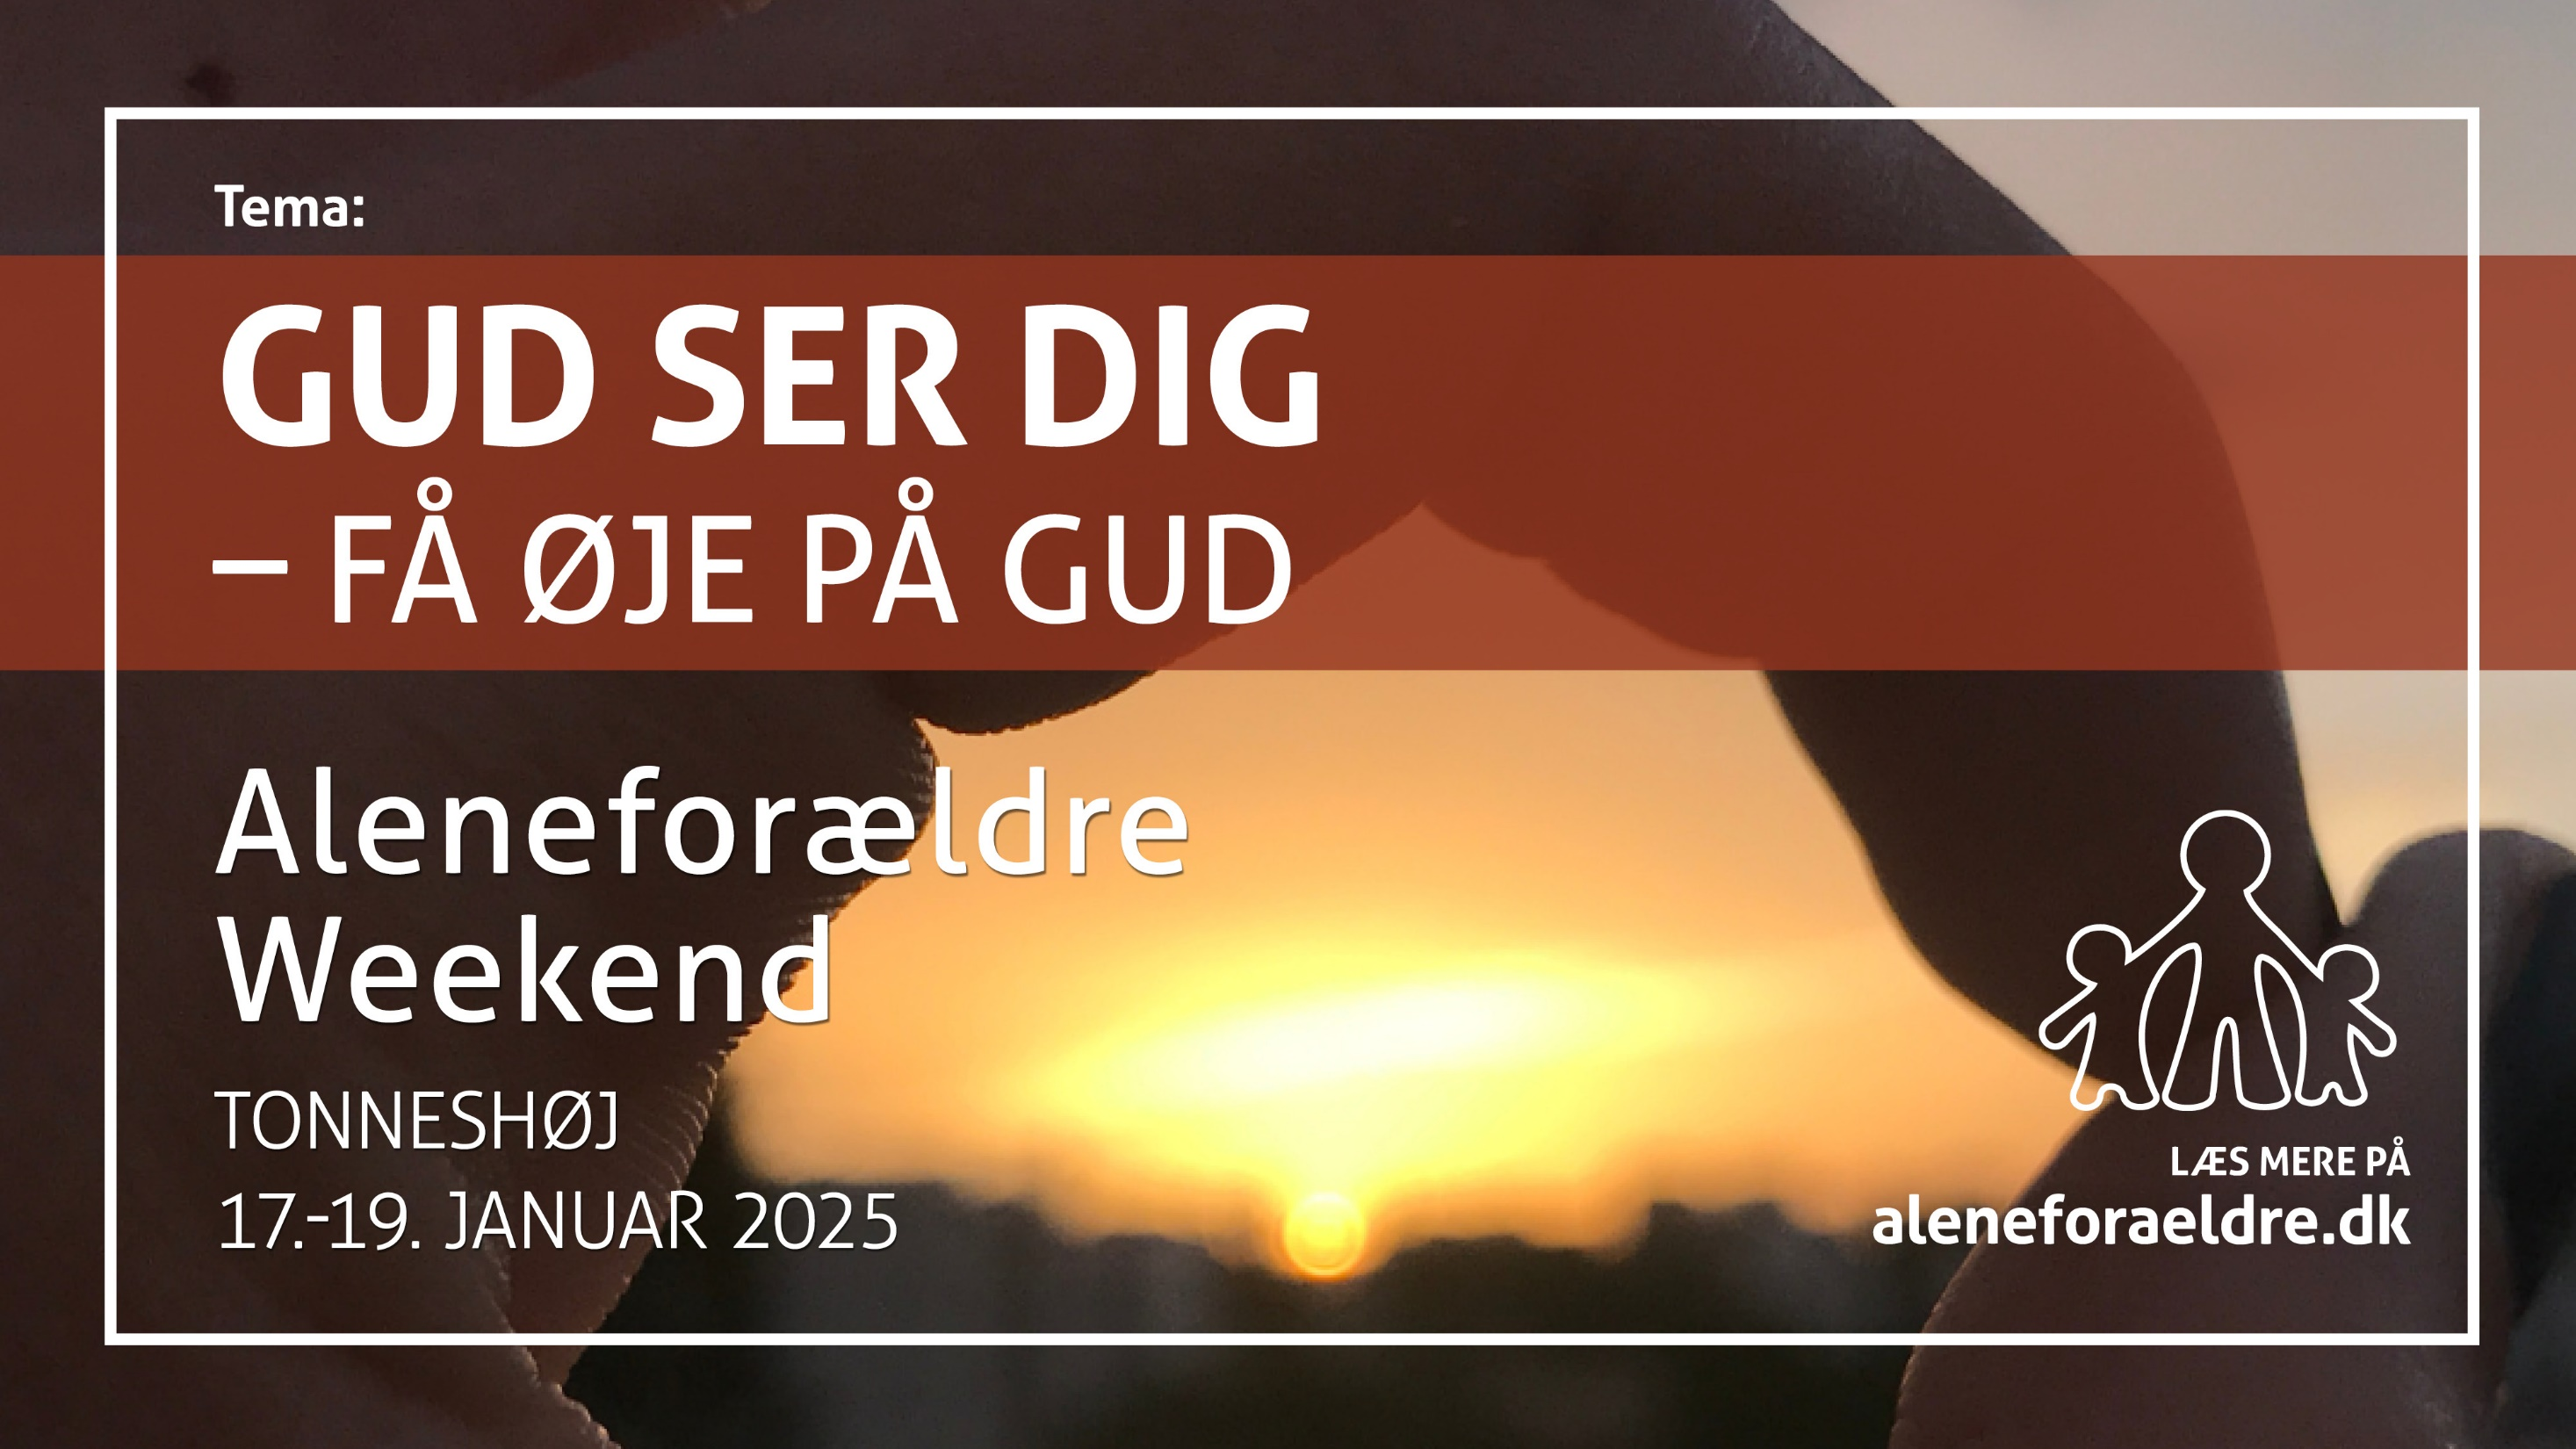 Tema:
GUD SER DIG
– FÅ ØJE PÅ GUD
Aleneforældre
Weekend
TONNESHØJ
17.-19. JANUAR 2025
LÆS MERE PÅ
aleneforaeldre.dk